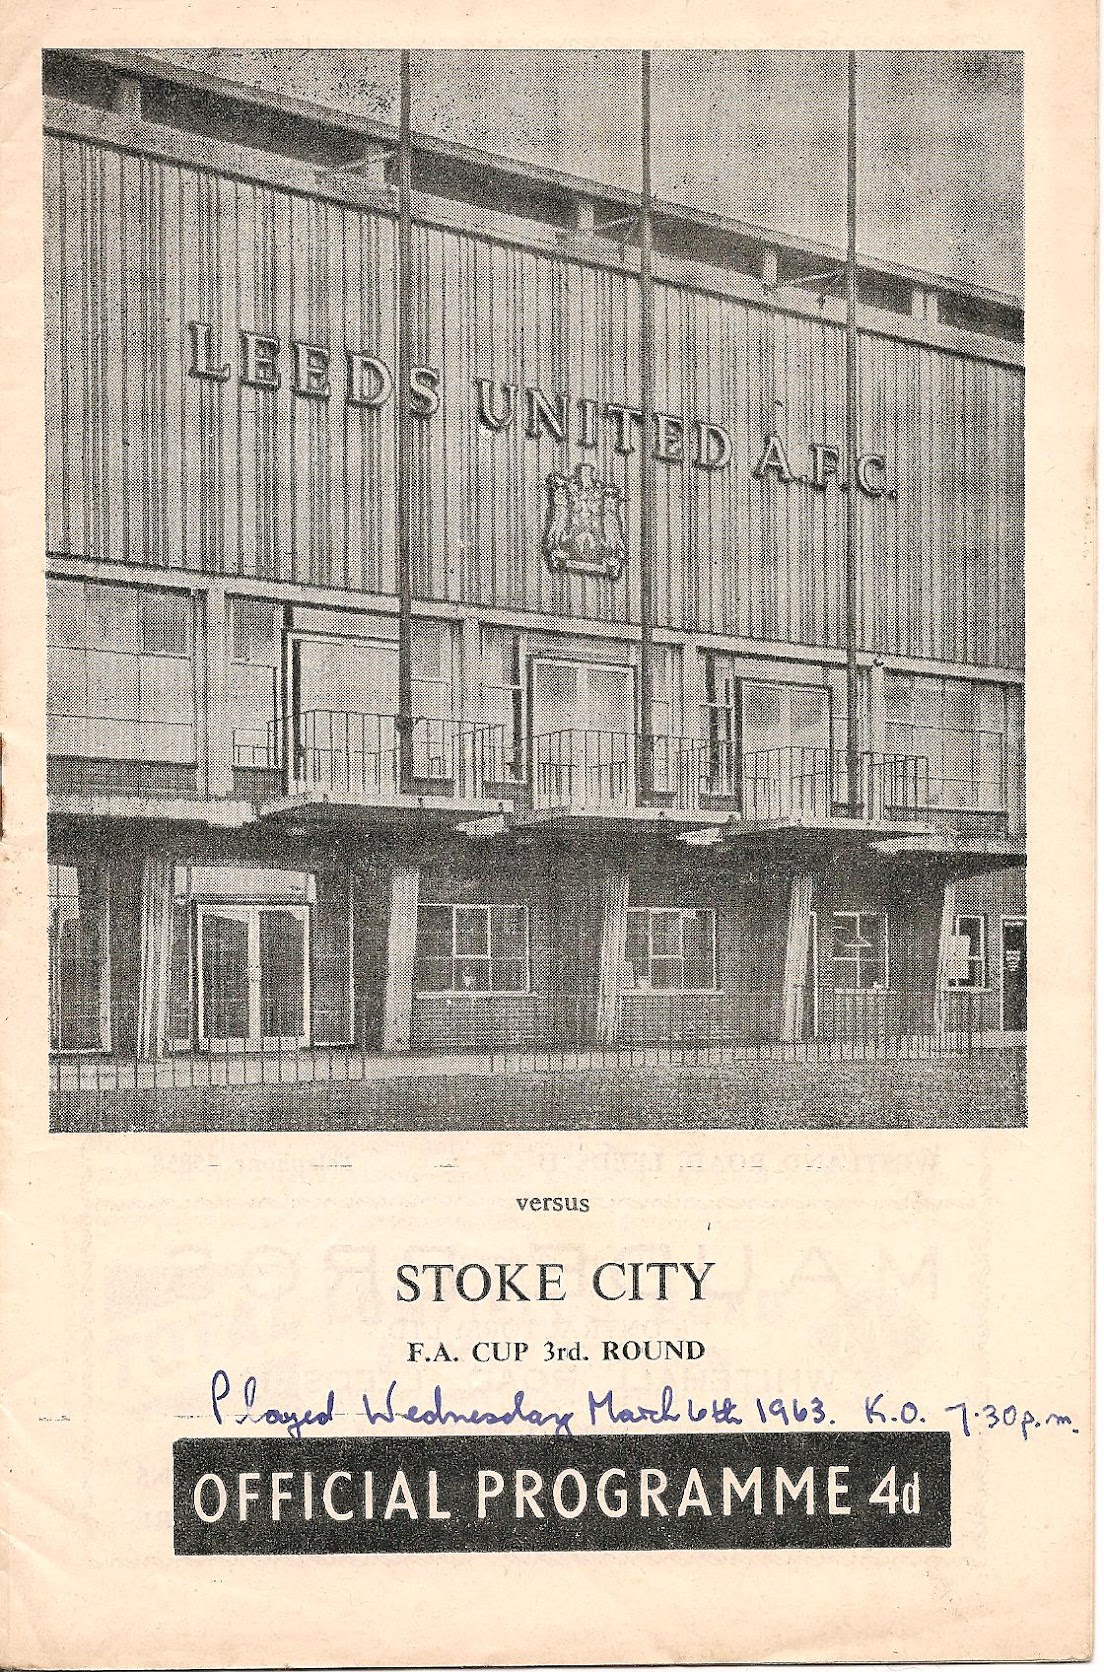 LEEDS UNITED A.F.C.
versus
STOKE CITY
F.A. CUP 3rd. ROUND
Played Wednesday March 6th 1963. K.O. 7.30p.m.
OFFICIAL PROGRAMME 4d